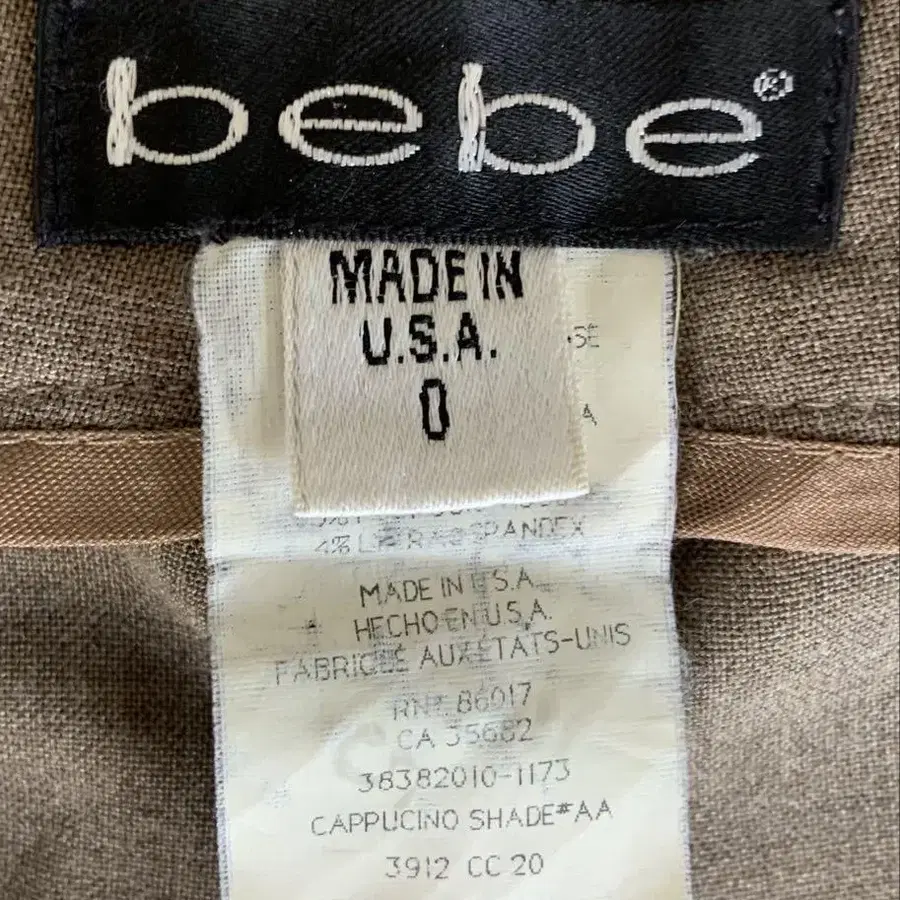 bebe®
MADE IN
U.S.A.
0
SE
A
4% LYCRA SPANDEX
MADE IN U.S.A.
HECHO EN U.S.A.
FABRIQUÉ AUX ÉTATS-UNIS
RN# 86017
CA 35682
38382010-1173
CAPPUCINO SHADE#AA
3912 CC 20